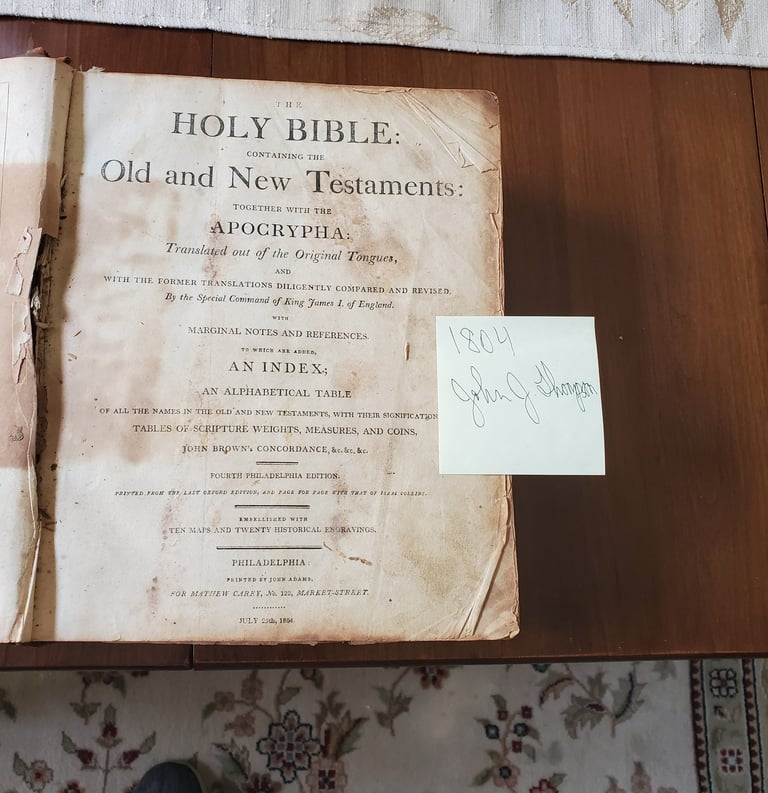 THE
HOLY BIBLE:
CONTAINING THE
Old and New Testaments:
TOGETHER WITH THE
APOCRYPHA:
Translated out of the Original Tongues,
AND
WITH THE FORMER TRANSLATIONS DILIGENTLY COMPARED AND REVISED,
By the Special Command of King James I. of England.
WITH
MARGINAL NOTES AND REFERENCES.
TO WHICH ARE ADDED,
AN INDEX;
AN ALPHABETICAL TABLE
OF ALL THE NAMES IN THE OLD AND NEW TESTAMENTS, WITH THEIR SIGNIFICATION
TABLES OF SCRIPTURE WEIGHTS, MEASURES, AND COINS,
JOHN BROWN's CONCORDANCE, &c. &c. &c.
FOURTH PHILADELPHIA EDITION.
PRINTED FROM THE LAST OXFORD EDITION, AND PAGE FOR PAGE WITH THAT OF ISAAC COLLINS.
EMBELLISHED WITH
TEN MAPS AND TWENTY HISTORICAL ENGRAVINGS.
PHILADELPHIA:
PRINTED BY JOHN ADAMS,
FOR MATHEW CAREY, No. 122, MARKET-STREET.
JULY 25th, 1804.
1804
John J. Thompson